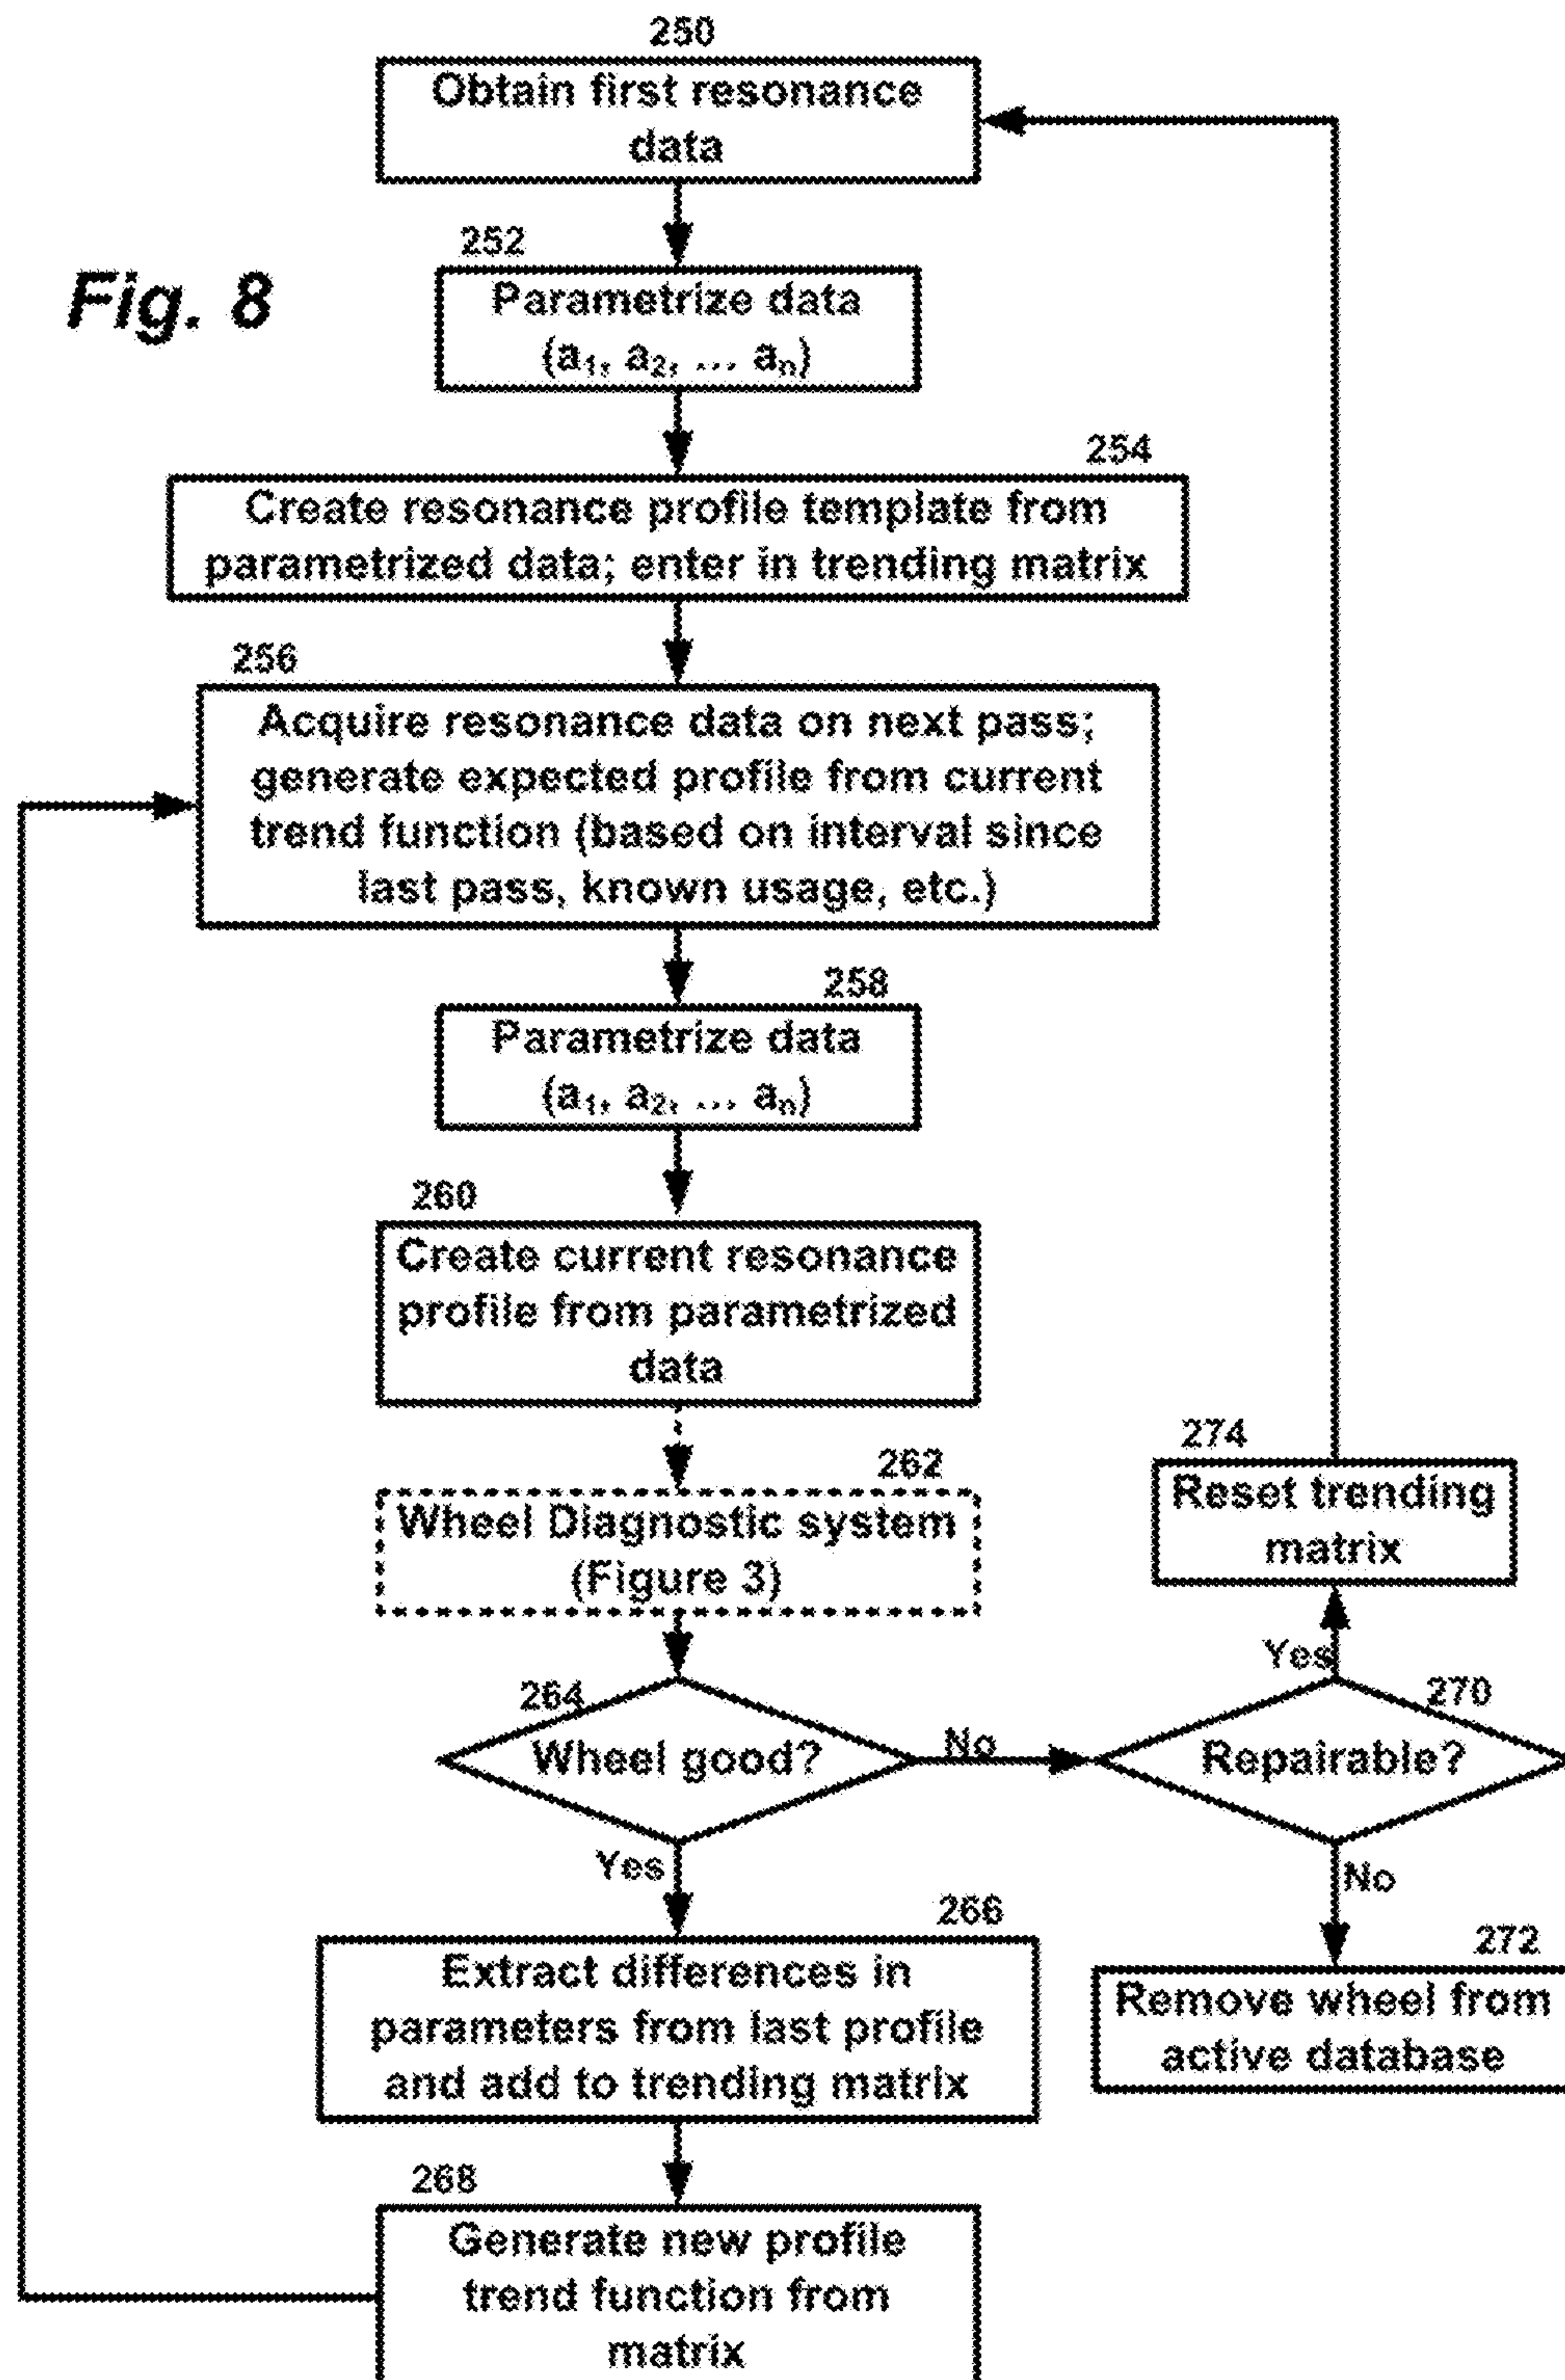 250
Obtain first resonance
data
Fig. 8
252
Parametrize data
(a₁, a₂, ... aₙ)
254
Create resonance profile template from
parametrized data; enter in trending matrix
256
Acquire resonance data on next pass;
generate expected profile from current
trend function (based on interval since
last pass, known usage, etc.)
258
Parametrize data
(a₁, a₂, ... aₙ)
260
Create current resonance
profile from parametrized
data
262
Wheel Diagnostic system
(Figure 3)
274
Reset trending
matrix
264
Wheel good?
No
Yes
270
Repairable?
Yes
No
266
Extract differences in
parameters from last profile
and add to trending matrix
272
Remove wheel from
active database
268
Generate new profile
trend function from
matrix